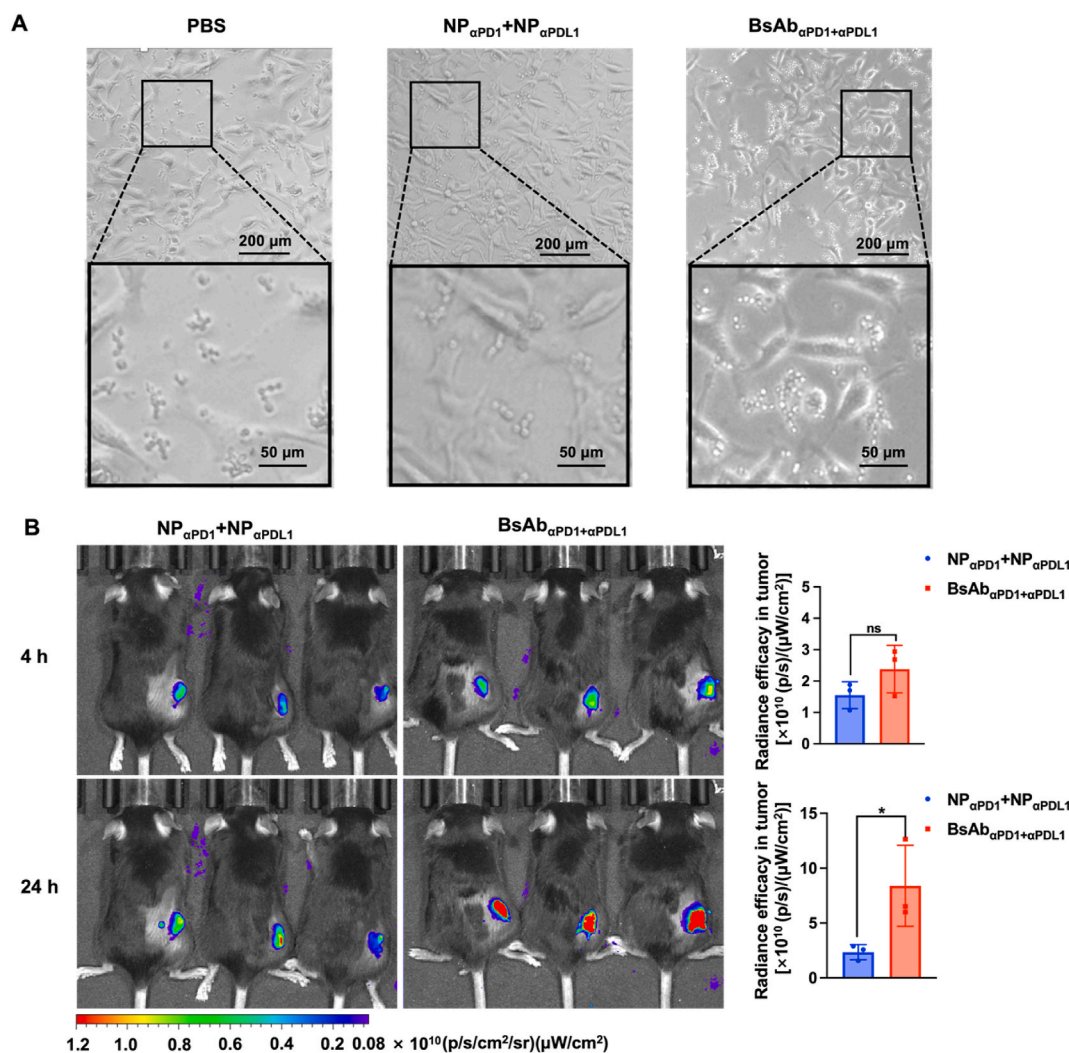 A
PBS
NPαPD1+NPαPDL1
BsAbαPD1+αPDL1
200 µm
200 µm
200 µm
50 µm
50 µm
50 µm
B
NPαPD1+NPαPDL1
BsAbαPD1+αPDL1
4 h
24 h
1.2 1.0 0.8 0.6 0.4 0.2 0.08 × 10¹⁰(p/s/cm²/sr)(µW/cm²)
NPαPD1+NPαPDL1
BsAbαPD1+αPDL1
Radiance efficacy in tumor
[×10¹⁰ (p/s)/(µW/cm²)]
5
4
3
2
1
0
ns
NPαPD1+NPαPDL1
BsAbαPD1+αPDL1
Radiance efficacy in tumor
[×10¹⁰ (p/s)/(µW/cm²)]
15
10
5
0
*